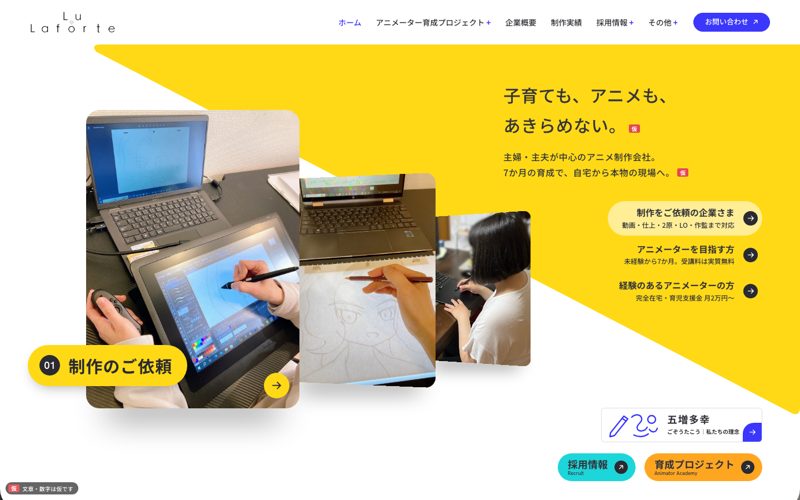 Lu
Laforte
ホーム
アニメーター育成プロジェクト +
企業概要
制作実績
採用情報 +
その他 +
お問い合わせ
子育ても、アニメも、
あきらめない。 仮
主婦・主夫が中心のアニメ制作会社。
7か月の育成で、自宅から本物の現場へ。 仮
制作をご依頼の企業さま
動画・仕上・2原・LO・作監まで対応
アニメーターを目指す方
未経験から7か月。受講料は実質無料
経験のあるアニメーターの方
完全在宅・育児支援金 月2万円〜
01 制作のご依頼
五増多幸
ごぞうたこう｜私たちの理念
採用情報
Recruit
育成プロジェクト
Animator Academy
仮 文章・数字は仮です